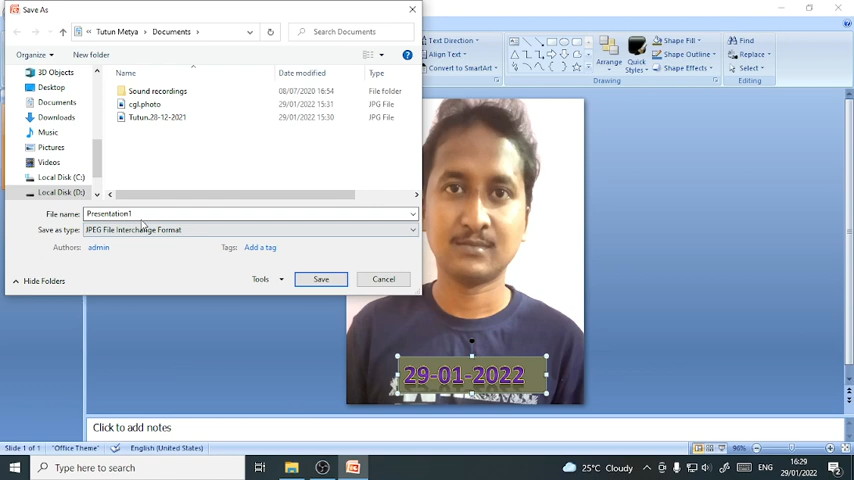 Save As
Tutun Metya > Documents >
Search Documents
Organize
New folder
3D Objects
Desktop
Documents
Downloads
Music
Pictures
Videos
Local Disk (C:)
Local Disk (D:)
Name
Date modified
Type
Sound recordings
08/07/2020 16:54
File folder
cgl.photo
29/01/2022 15:31
JPG File
Tutun.28-12-2021
29/01/2022 15:30
JPG File
File name:
Presentation1
Save as type:
JPEG File Interchange Format
Authors:
admin
Tags:
Add a tag
Hide Folders
Tools
Save
Cancel
Text Direction
Align Text
Convert to SmartArt
Arrange
Quick
Styles
Shape Fill
Shape Outline
Shape Effects
Drawing
Find
Replace
Select
Editing
29-01-2022
Click to add notes
Slide 1 of 1
"Office Theme"
English (United States)
96%
Type here to search
25°C Cloudy
ENG
16:29
29/01/2022
2